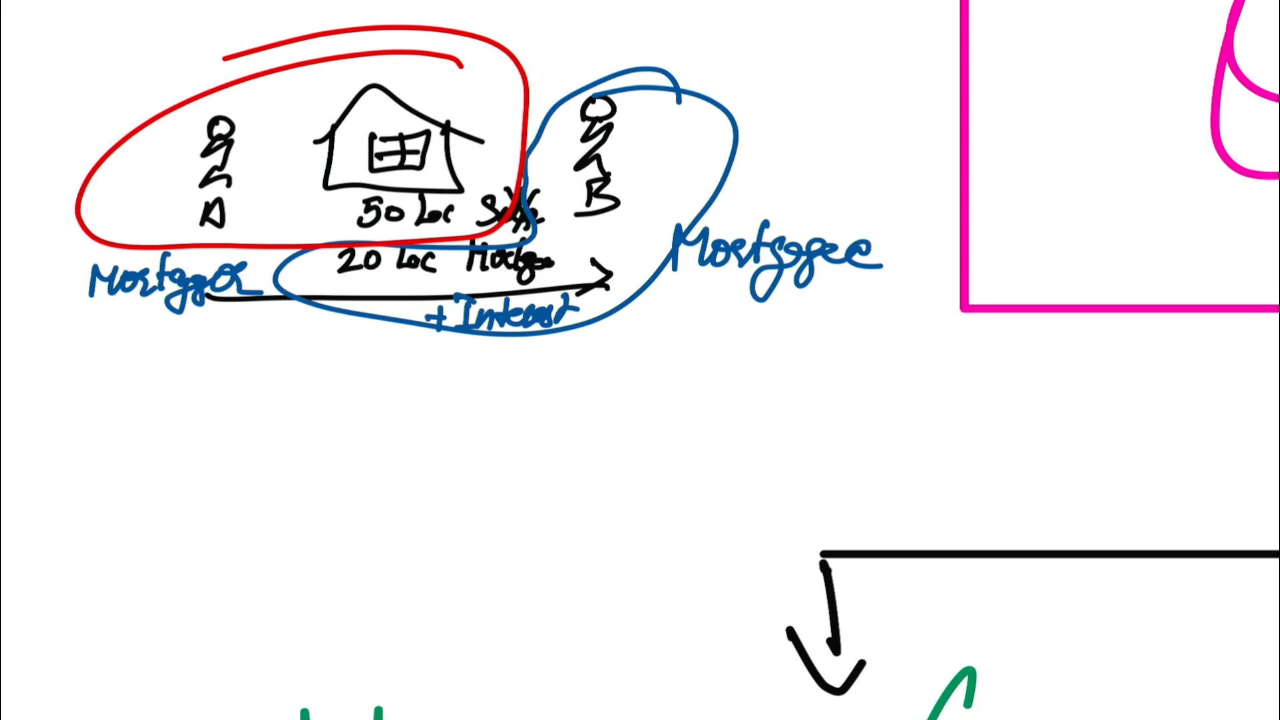 A
50 Lac
B
20 Lac
Mortgagor
Mortgagee
+ Interest